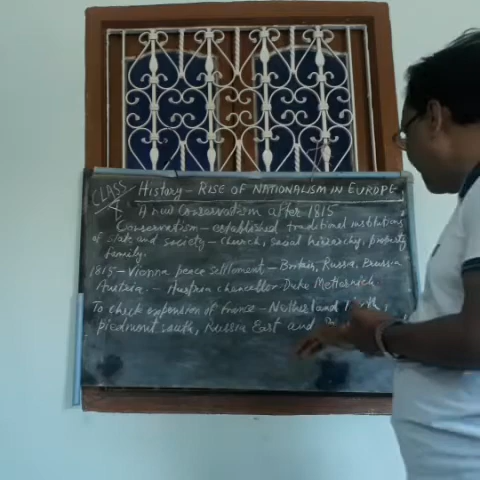 CLASS X
History - RISE OF NATIONALISM IN EUROPE
A new Conservatism after 1815
Conservatism - established traditional institutions
of state and society - Church, social hierarchy, property
family.
1815 - Vienna peace settlement - Britain, Russia, Prussia
Austria. - Austrian chancellor Duke Metternich
To check expansion of France - Netherland
piedmont south, Russia East and